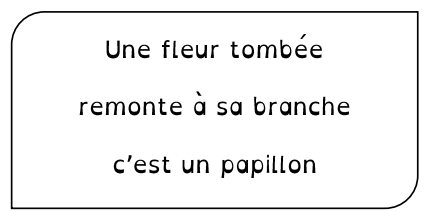 Une fleur tombée
remonte à sa branche
c'est un papillon